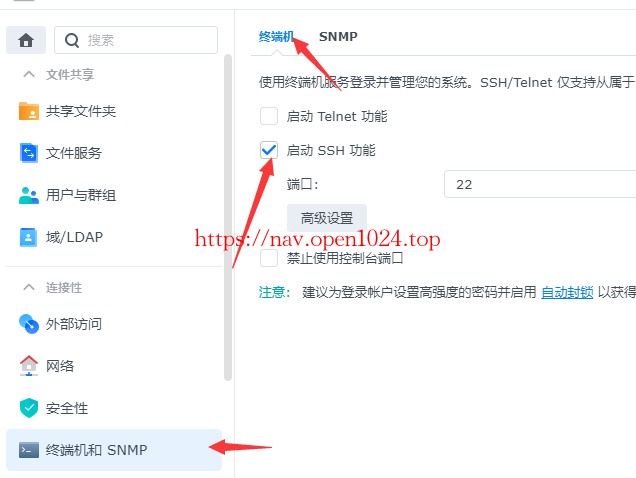 搜索
文件共享
共享文件夹
文件服务
用户与群组
域/LDAP
连接性
外部访问
网络
安全性
终端机和 SNMP
终端机 SNMP
使用终端机服务登录并管理您的系统。SSH/Telnet 仅支持从属于
启动 Telnet 功能
启动 SSH 功能
端口: 22
高级设置
https://nav.open1024.top
禁止使用控制台端口
注意: 建议为登录帐户设置高强度的密码并启用 自动封锁 以获得